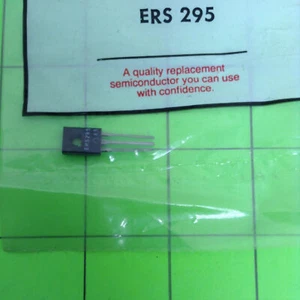 ERS 295
A quality replacement
semiconductor you can use
with confidence.